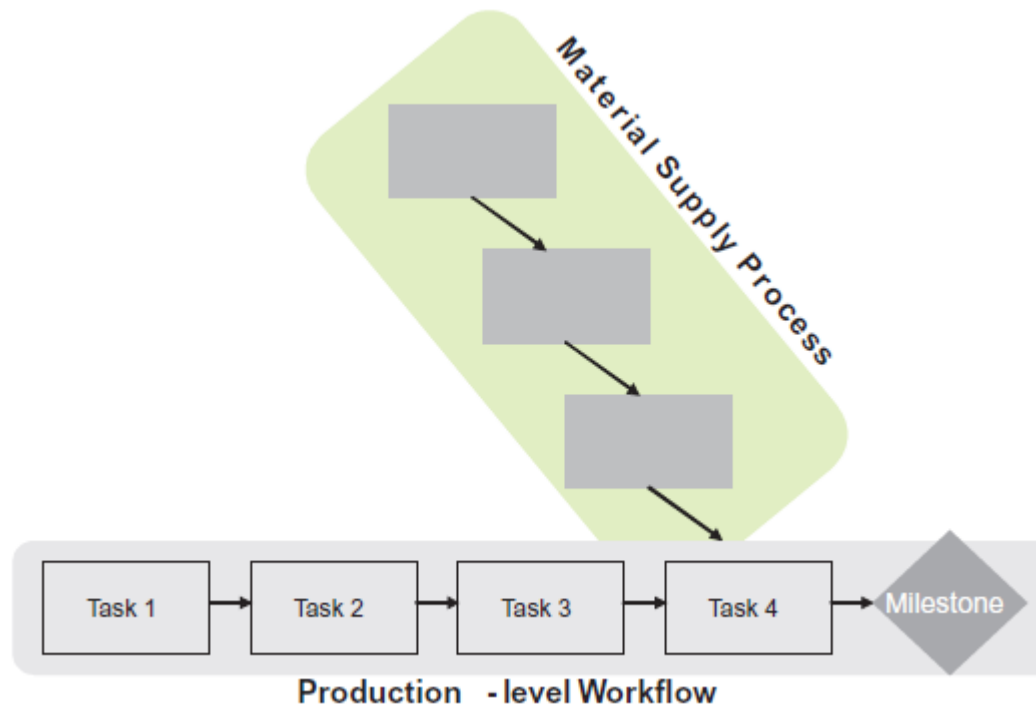 Material Supply Process
Task 1
Task 2
Task 3
Task 4
Milestone
Production - level Workflow